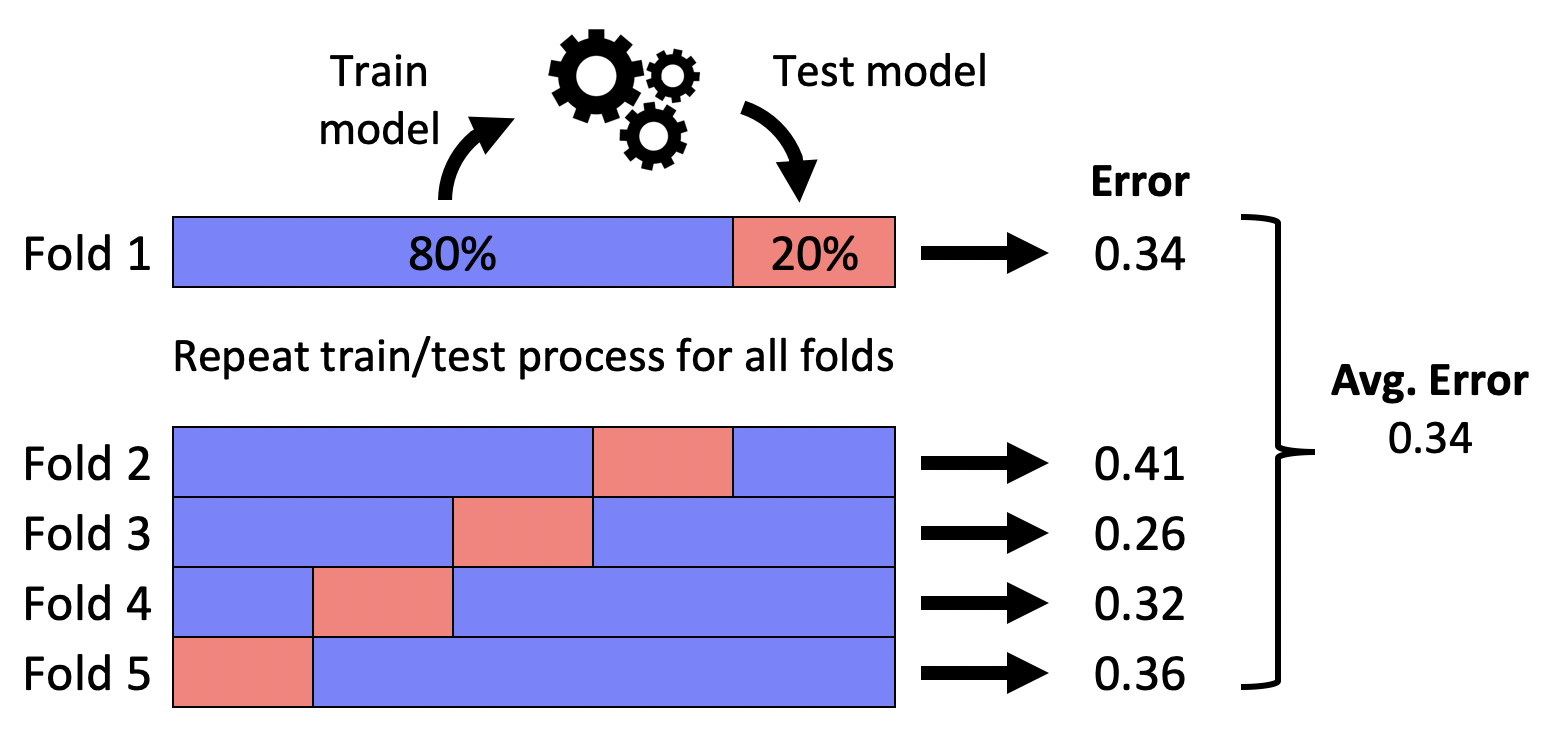 Train
model
Test model
Error
Fold 1
80%
20%
0.34
Repeat train/test process for all folds
Avg. Error
0.34
Fold 2
0.41
Fold 3
0.26
Fold 4
0.32
Fold 5
0.36